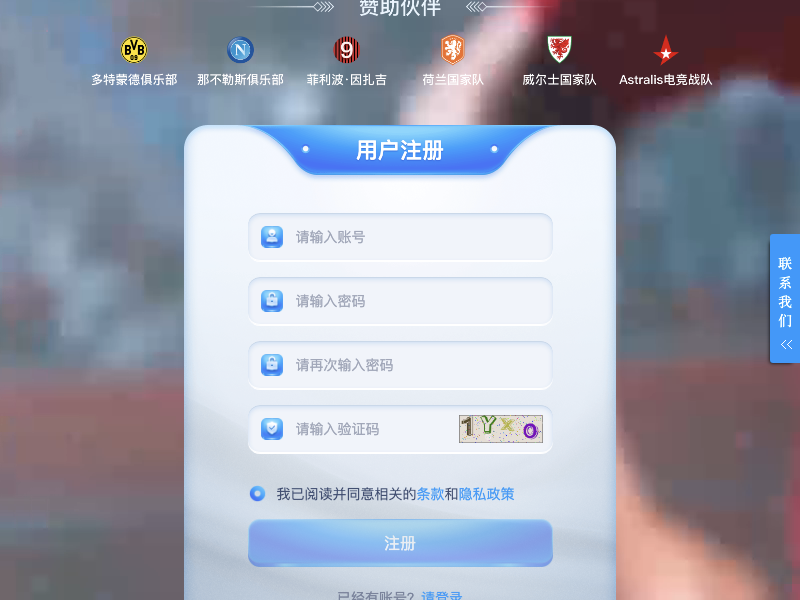 赞助伙伴
BVB 09
N
9
多特蒙德俱乐部
那不勒斯俱乐部
菲利波·因扎吉
荷兰国家队
威尔士国家队
Astralis电竞战队
用户注册
请输入账号
请输入密码
请再次输入密码
请输入验证码
1YXO
我已阅读并同意相关的条款和隐私政策
注册
已经有账号? 请登录
联系我们